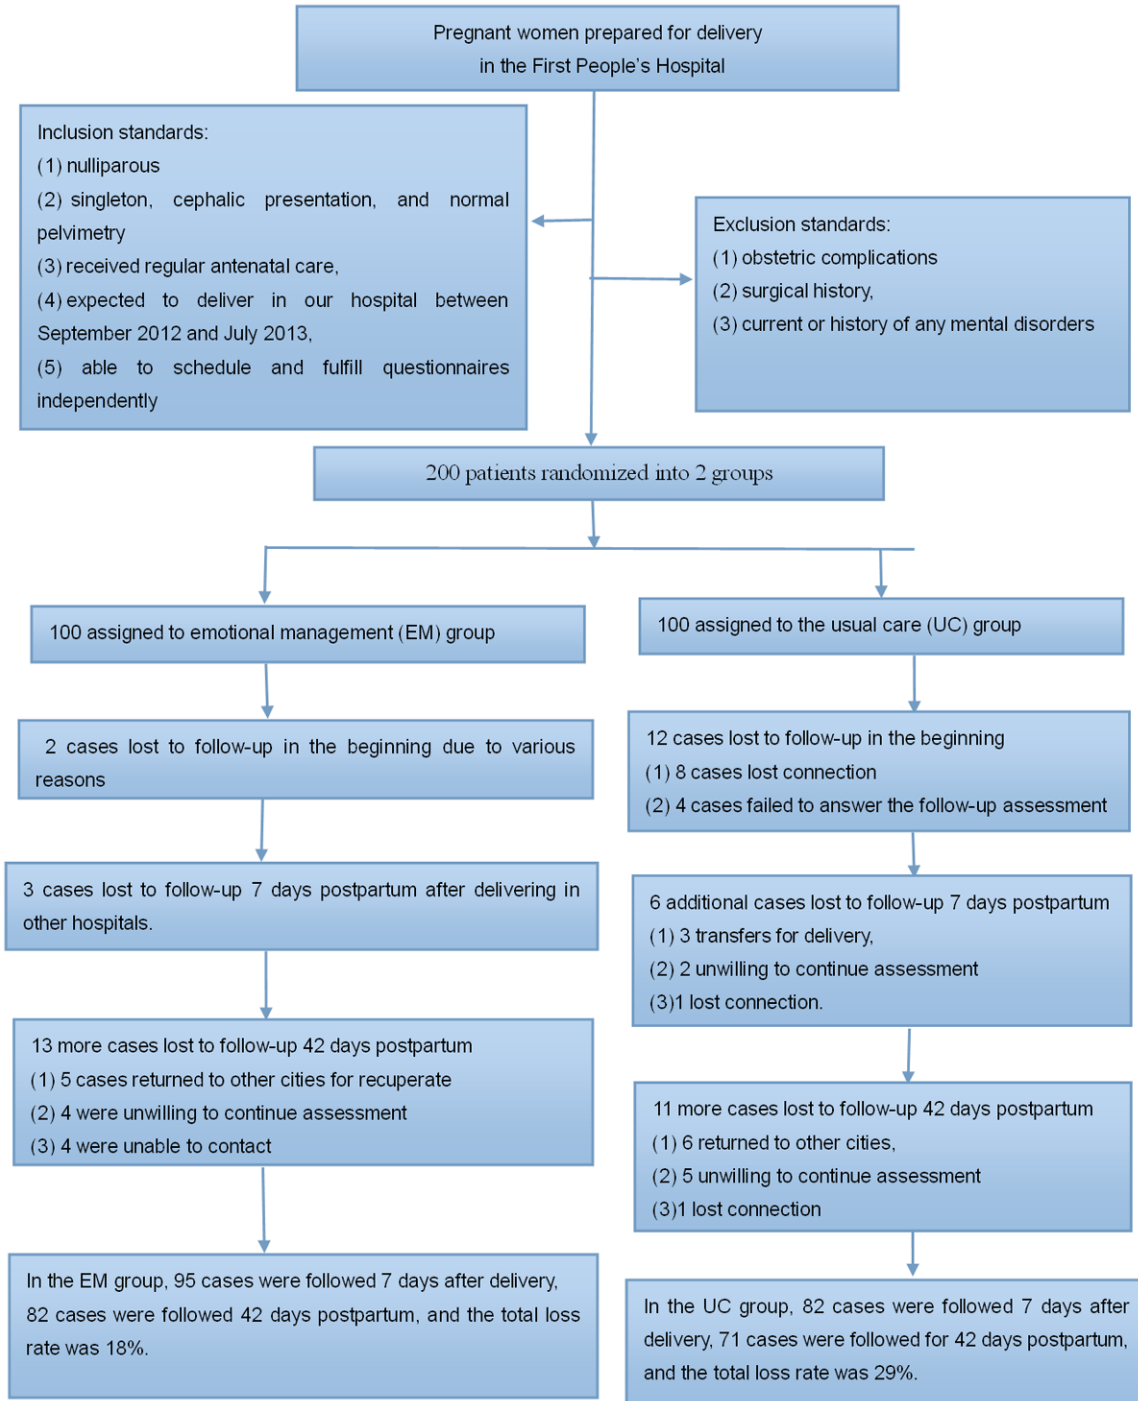 Pregnant women prepared for delivery
in the First People's Hospital
Inclusion standards:
(1) nulliparous
(2) singleton, cephalic presentation, and normal
pelvimetry
(3) received regular antenatal care,
(4) expected to deliver in our hospital between
September 2012 and July 2013,
(5) able to schedule and fulfill questionnaires
independently
Exclusion standards:
(1) obstetric complications
(2) surgical history,
(3) current or history of any mental disorders
200 patients randomized into 2 groups
100 assigned to emotional management (EM) group
2 cases lost to follow-up in the beginning due to various
reasons
3 cases lost to follow-up 7 days postpartum after delivering in
other hospitals.
13 more cases lost to follow-up 42 days postpartum
(1) 5 cases returned to other cities for recuperate
(2) 4 were unwilling to continue assessment
(3) 4 were unable to contact
In the EM group, 95 cases were followed 7 days after delivery,
82 cases were followed 42 days postpartum, and the total loss
rate was 18%.
100 assigned to the usual care (UC) group
12 cases lost to follow-up in the beginning
(1) 8 cases lost connection
(2) 4 cases failed to answer the follow-up assessment
6 additional cases lost to follow-up 7 days postpartum
(1) 3 transfers for delivery,
(2) 2 unwilling to continue assessment
(3)1 lost connection.
11 more cases lost to follow-up 42 days postpartum
(1) 6 returned to other cities,
(2) 5 unwilling to continue assessment
(3)1 lost connection
In the UC group, 82 cases were followed 7 days after
delivery, 71 cases were followed for 42 days postpartum,
and the total loss rate was 29%.